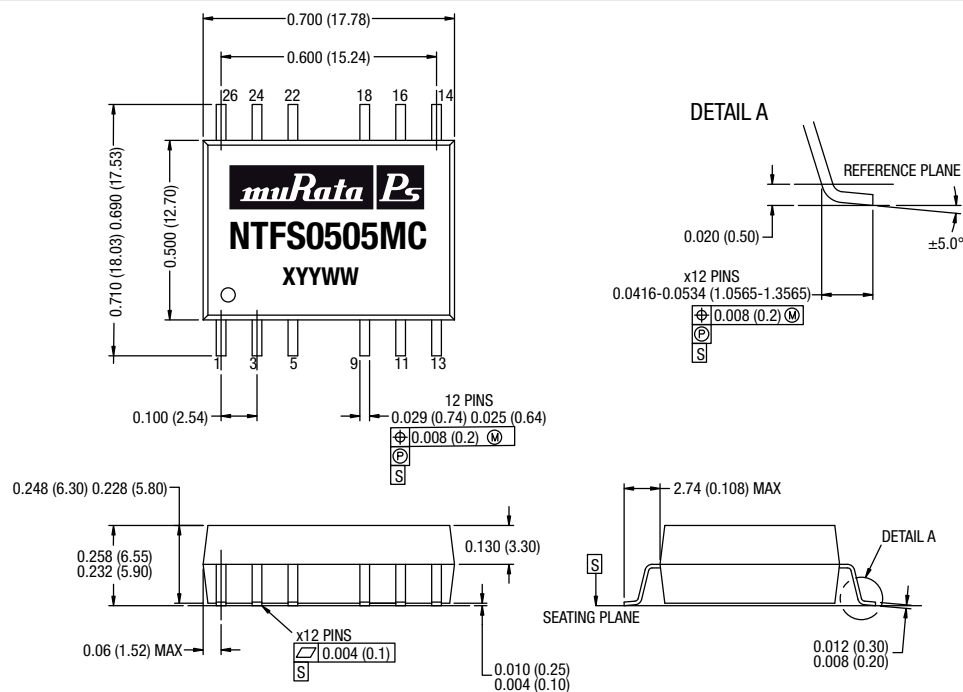 0.700 (17.78)
0.600 (15.24)
26 24 22 18 16 14
0.710 (18.03) 0.690 (17.53)
0.500 (12.70)
muRata Ps
NTFS0505MC
XYYWW
1 3 5 9 11 13
0.100 (2.54)
12 PINS
0.029 (0.74) 0.025 (0.64)
⌖ 0.008 (0.2) Ⓜ
Ⓟ
S
DETAIL A
REFERENCE PLANE
0.020 (0.50)
±5.0°
x12 PINS
0.0416-0.0534 (1.0565-1.3565)
⌖ 0.008 (0.2) Ⓜ
Ⓟ
S
0.248 (6.30) 0.228 (5.80)
0.258 (6.55)
0.232 (5.90)
0.130 (3.30)
0.06 (1.52) MAX
x12 PINS
⏥ 0.004 (0.1)
S
0.010 (0.25)
0.004 (0.10)
2.74 (0.108) MAX
DETAIL A
S
SEATING PLANE
0.012 (0.30)
0.008 (0.20)